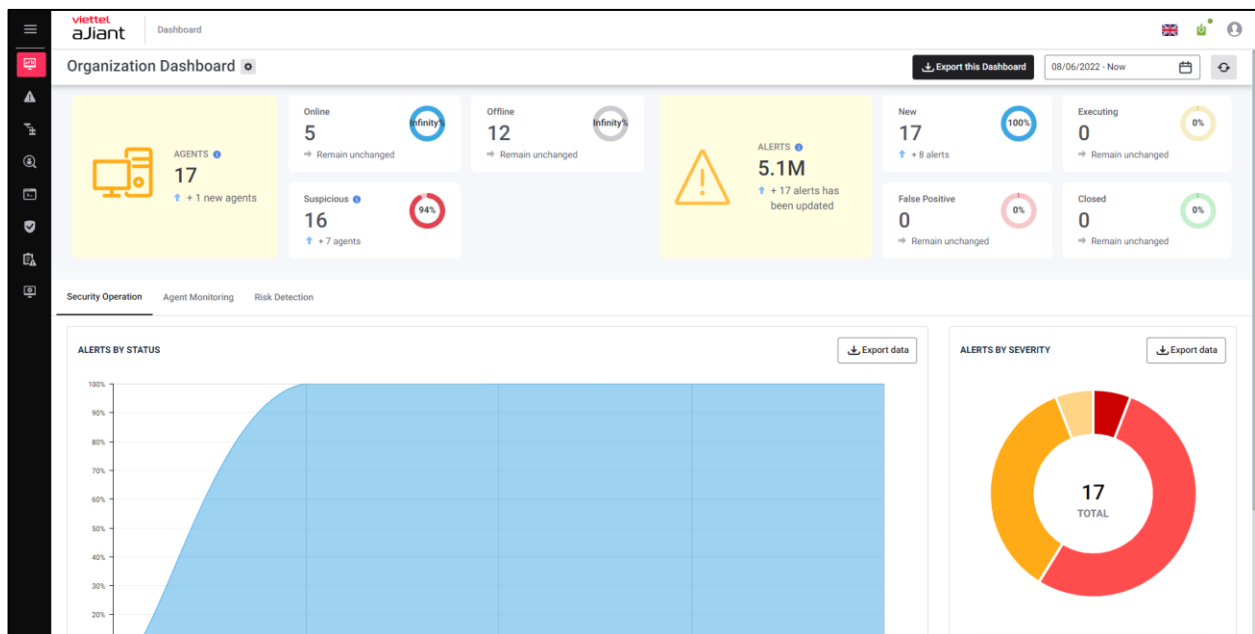 viettel
aJiant
Dashboard
Organization Dashboard
Export this Dashboard
08/06/2022 - Now
AGENTS
17
+ 1 new agents
Online
5
Remain unchanged
Infinity%
Offline
12
Remain unchanged
Infinity%
Suspicious
16
+ 7 agents
94%
ALERTS
5.1M
+ 17 alerts has
been updated
New
17
+ 8 alerts
100%
Executing
0
Remain unchanged
0%
False Positive
0
Remain unchanged
0%
Closed
0
Remain unchanged
0%
Security Operation
Agent Monitoring
Risk Detection
ALERTS BY STATUS
Export data
100%
90%
80%
70%
60%
50%
40%
30%
20%
ALERTS BY SEVERITY
Export data
17
TOTAL